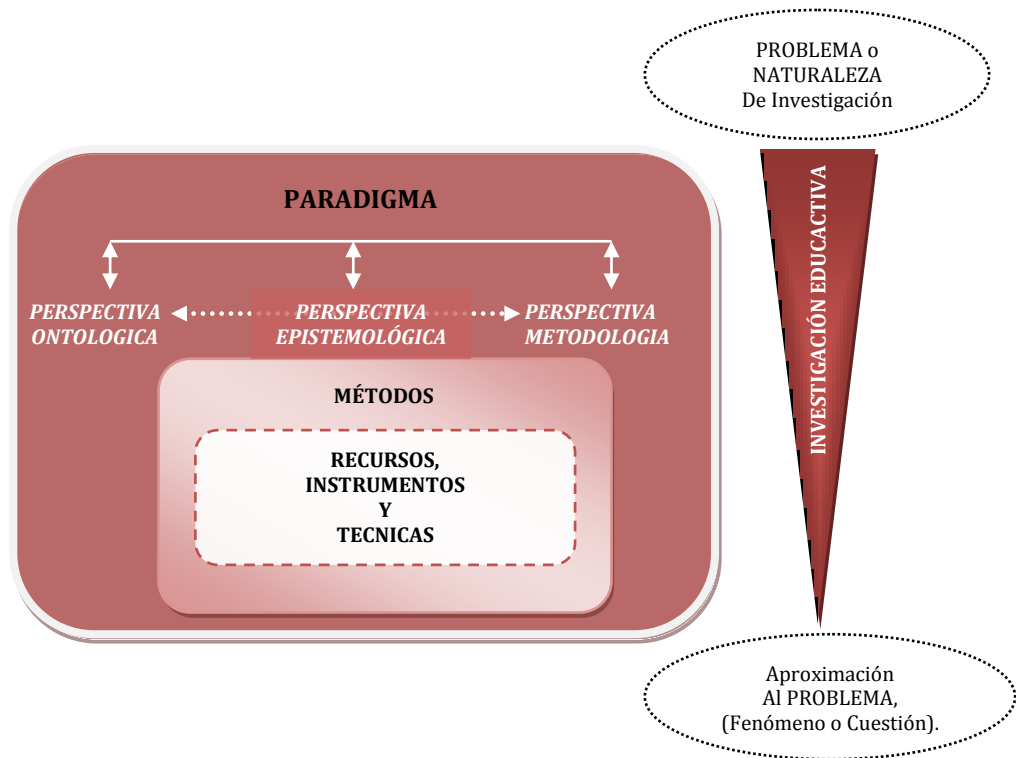 PROBLEMA o
NATURALEZA
De Investigación
PARADIGMA
PERSPECTIVA
ONTOLOGICA
PERSPECTIVA
EPISTEMOLÓGICA
PERSPECTIVA
METODOLOGIA
MÉTODOS
RECURSOS,
INSTRUMENTOS
Y
TECNICAS
INVESTIGACIÓN EDUCACTIVA
Aproximación
Al PROBLEMA,
(Fenómeno o Cuestión).